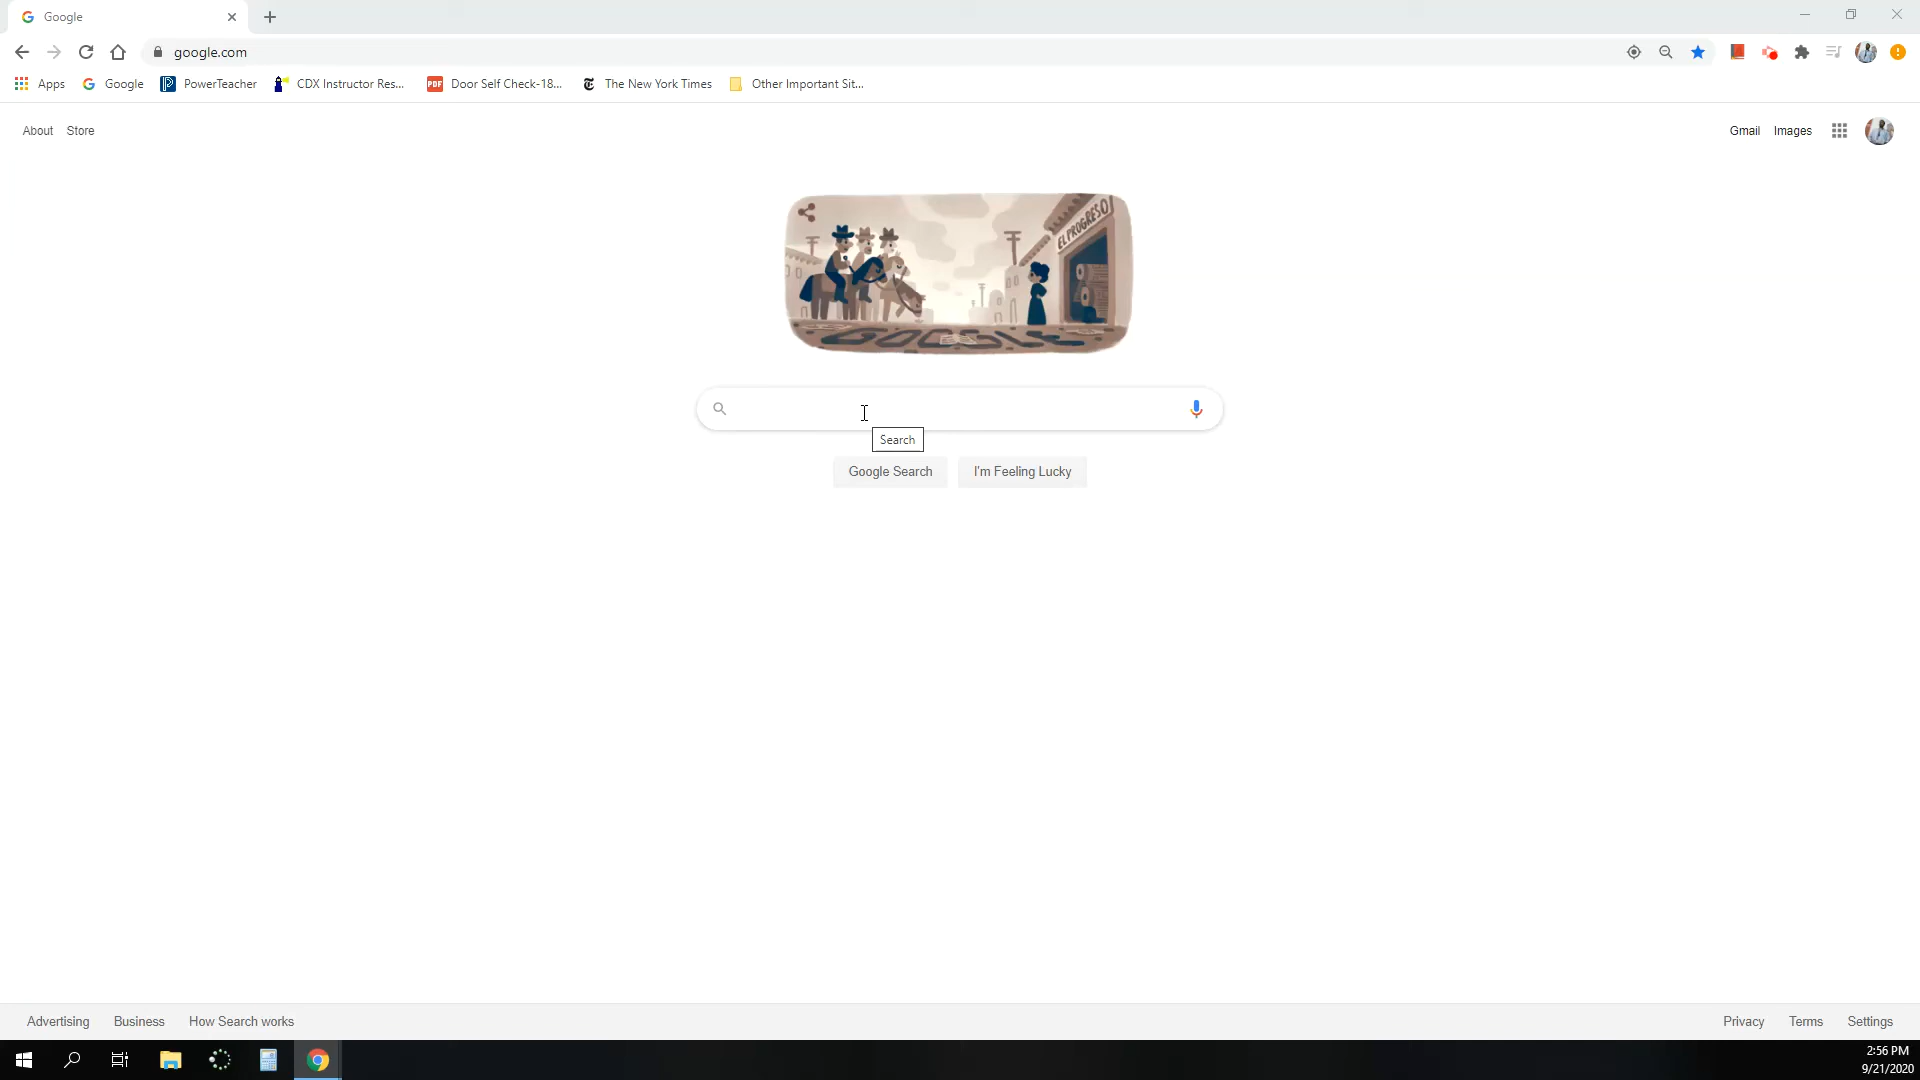 Google
google.com
Apps Google PowerTeacher CDX Instructor Res... PDF Door Self Check-18... The New York Times Other Important Sit...
About Store Gmail Images
EL PROGRESO
GOOGLE
Search
Google Search I'm Feeling Lucky
Advertising Business How Search works Privacy Terms Settings
2:56 PM
9/21/2020